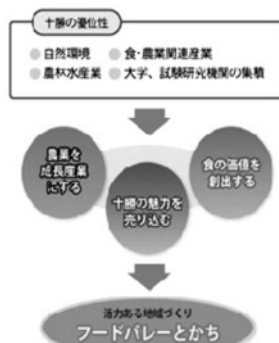 十勝の優位性
自然環境
食・農業関連産業
農林水産業
大学、試験研究機関の集積
農業を
成長産業
にする
十勝の魅力を
売り込む
食の価値を
創出する
活力ある地域づくり
フードバレーとかち